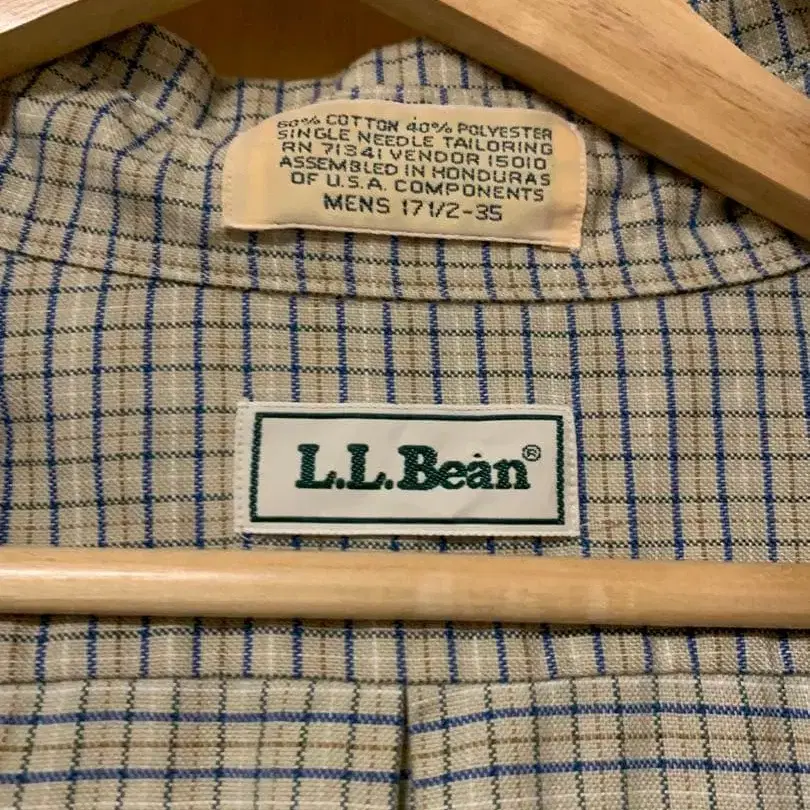 60% COTTON 40% POLYESTER
SINGLE NEEDLE TAILORING
RN 71341 VENDOR 15010
ASSEMBLED IN HONDURAS
OF U.S.A. COMPONENTS
MENS 17 1/2-35
L.L.Bean®